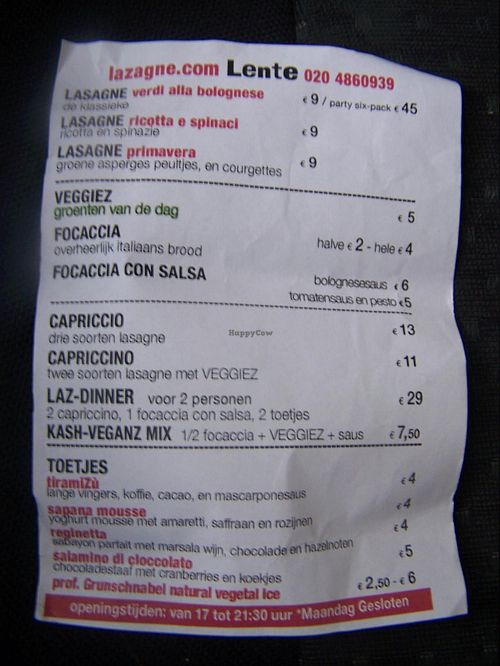 lazagne.com Lente 020 4860939
LASAGNE verdi alla bolognese € 9 / party six-pack € 45
de klassieke
LASAGNE ricotta e spinaci € 9
ricotta en spinazie
LASAGNE primavera € 9
groene asperges peultjes, en courgettes
VEGGIEZ € 5
groenten van de dag
FOCACCIA halve € 2 - hele € 4
overheerlijk Italiaans brood
FOCACCIA CON SALSA bolognesesaus € 6
tomatensaus en pesto € 5
CAPRICCIO € 13
drie soorten lasagne
HappyCow
CAPRICCINO € 11
twee soorten lasagne met VEGGIEZ
LAZ-DINNER voor 2 personen € 29
2 capriccino, 1 focaccia con salsa, 2 toetjes
KASH-VEGANZ MIX 1/2 focaccia + VEGGIEZ + saus € 7,50
TOETJES
tiramiZù € 4
lange vingers, koffie, cacao, en mascarponesaus
sapana mousse € 4
yoghurt mousse met amaretti, saffraan en rozijnen
reginetta € 4
sabayon parfait met marsala wijn, chocolade en hazelnoten
salamino di cioccolato € 5
chocoladestaaf met cranberries en koekjes
prof. Grunschnabel natural vegetal ice € 2,50 - € 6
openingstijden: van 17 tot 21:30 uur *Maandag Gesloten